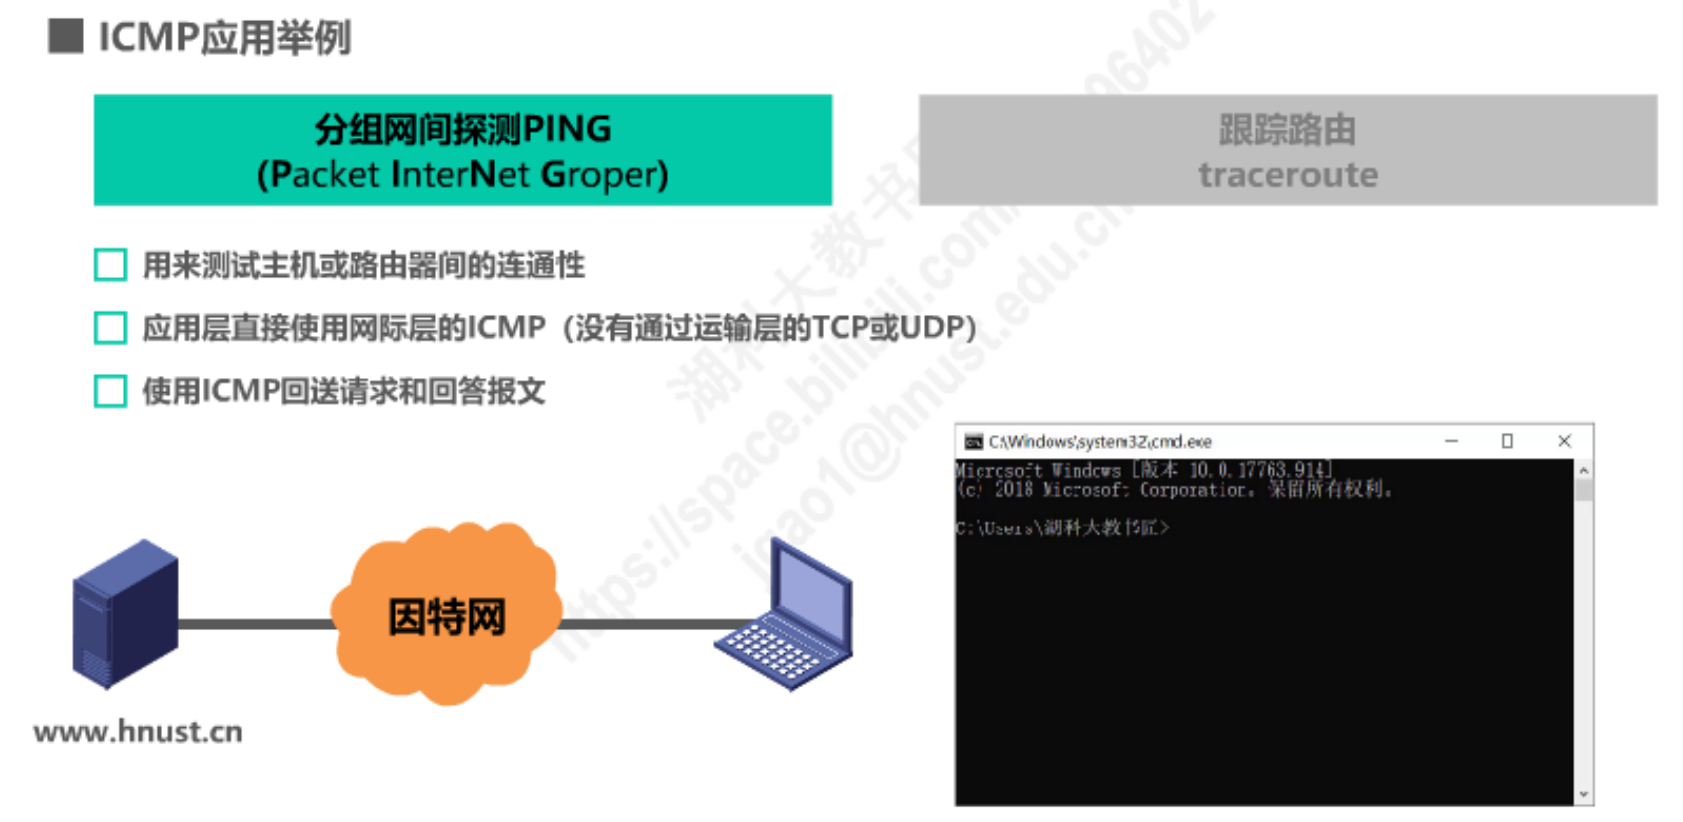 ICMP应用举例
分组网间探测PING
(Packet InterNet Groper)
跟踪路由
traceroute
用来测试主机或路由器间的连通性
应用层直接使用网际层的ICMP（没有通过运输层的TCP或UDP）
使用ICMP回送请求和回答报文
C:\Windows\system32\cmd.exe
Microsoft Windows [版本 10.0.17763.914]
(c) 2018 Microsoft Corporation。保留所有权利。
C:\Users\湖科大教书匠>
因特网
www.hnust.cn
湖科大教书
https://space.bilibili.com/
jgao1@hnust.edu.cn